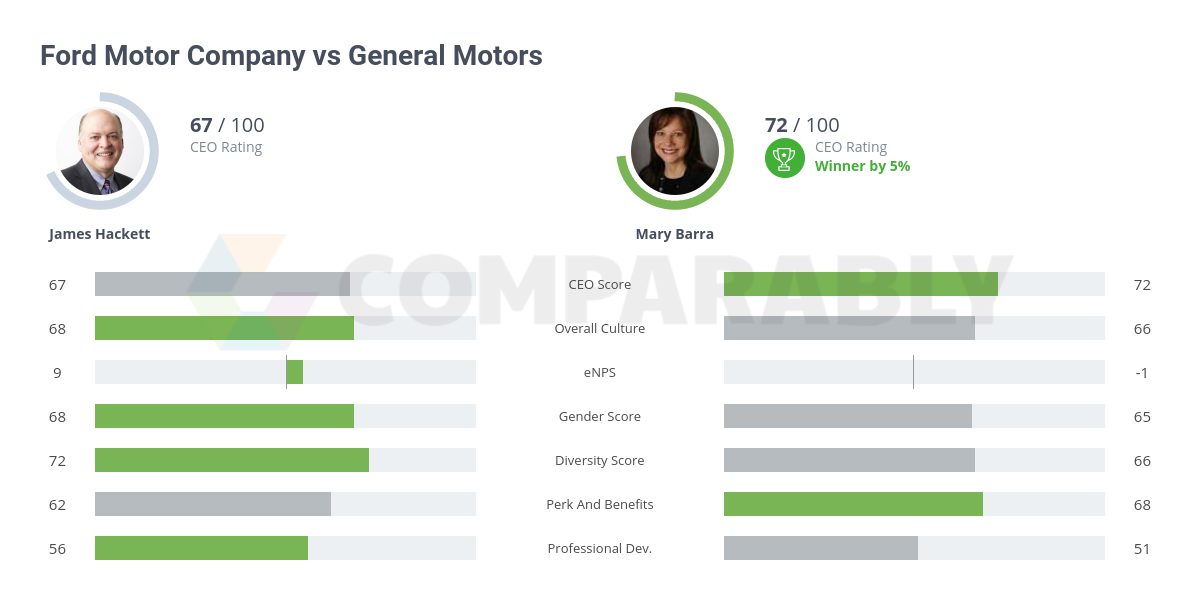 Ford Motor Company vs General Motors
67 / 100
CEO Rating
72 / 100
CEO Rating
Winner by 5%
James Hackett
Mary Barra
COMPARABLY
67 CEO Score 72
68 Overall Culture 66
9 eNPS -1
68 Gender Score 65
72 Diversity Score 66
62 Perk And Benefits 68
56 Professional Dev. 51